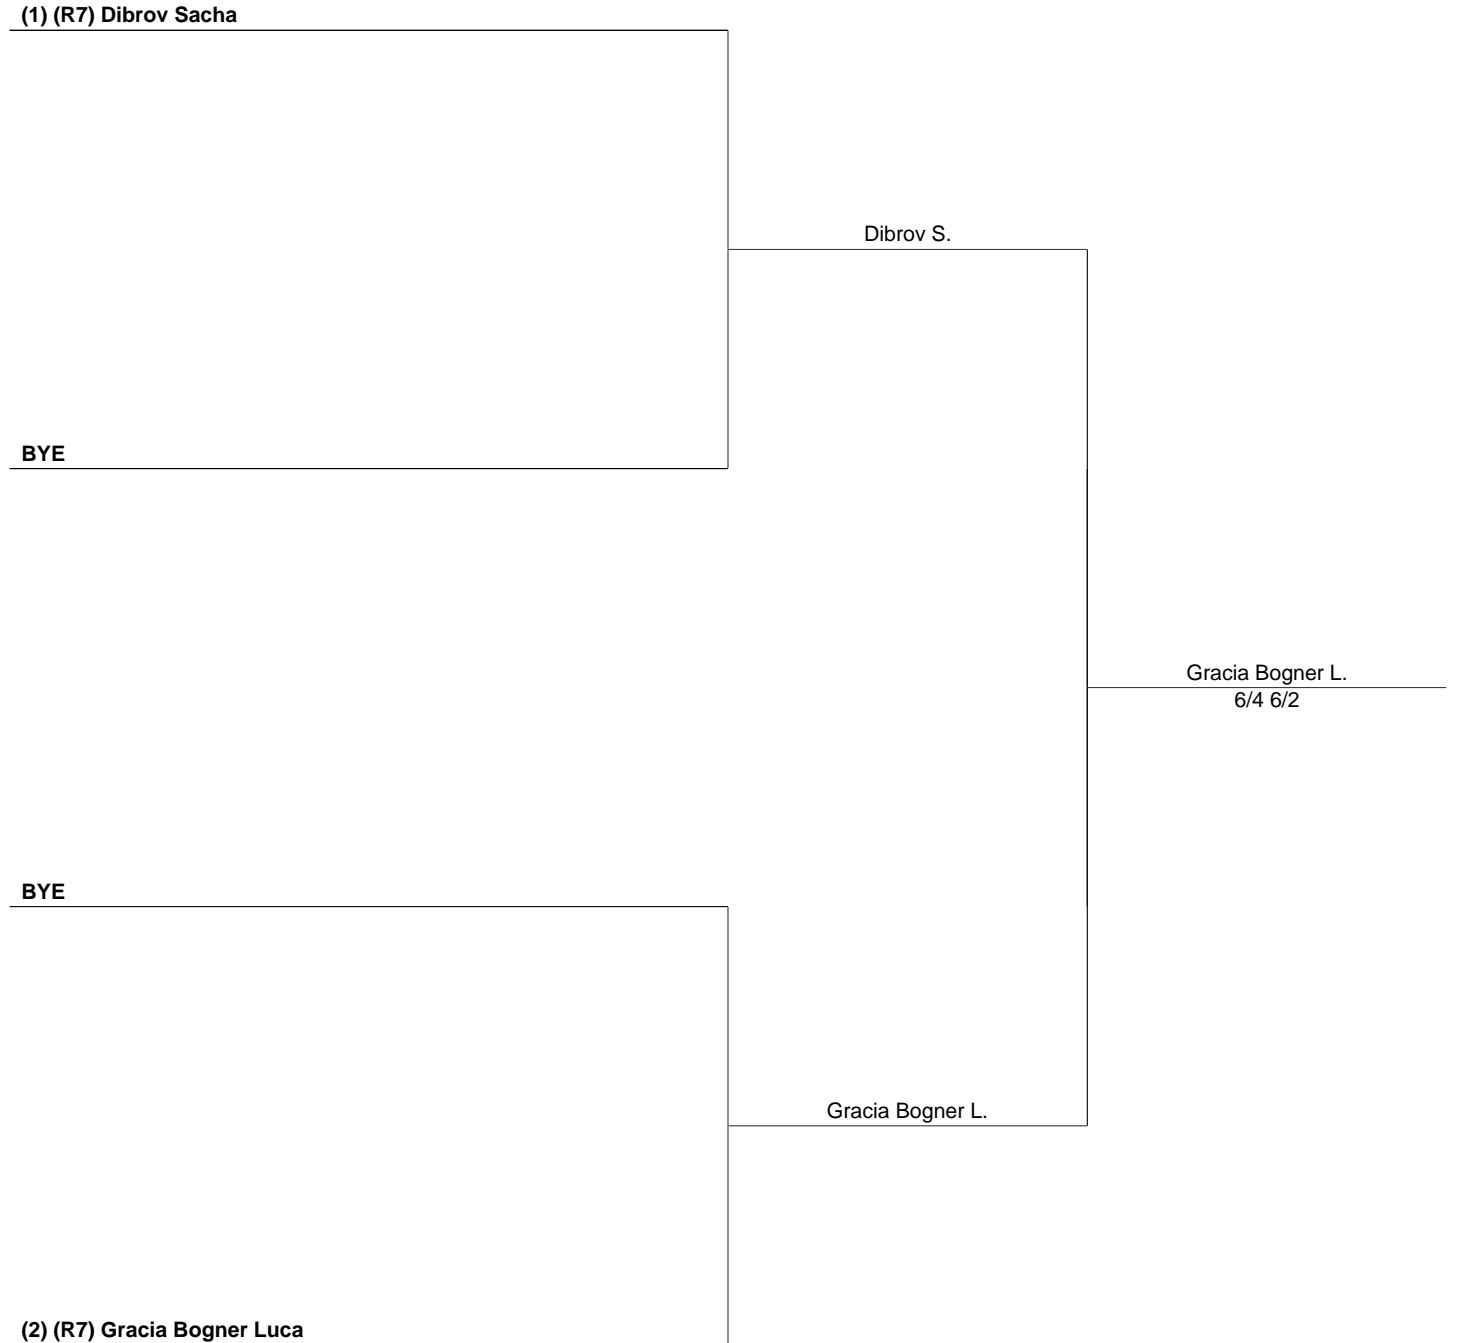 (1) (R7) Dibrov Sacha
Dibrov S.
BYE
Gracia Bogner L.
6/4 6/2
BYE
Gracia Bogner L.
(2) (R7) Gracia Bogner Luca